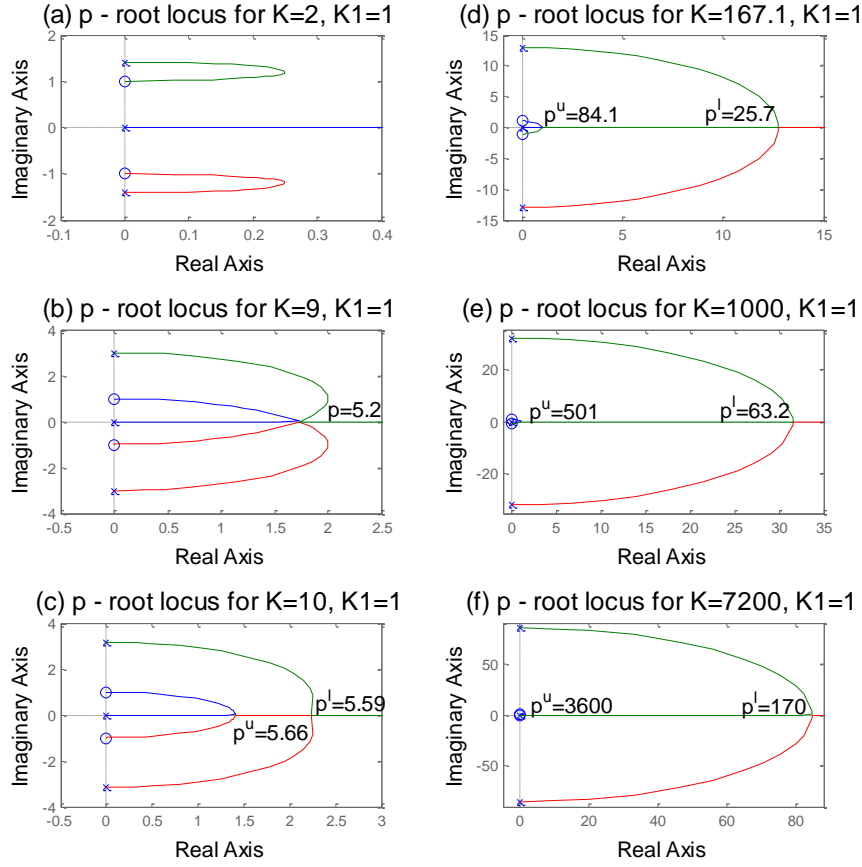 (a) p - root locus for K=2, K1=1
2
1
0
-1
-2
-0.1
0
0.1
0.2
0.3
0.4
Imaginary Axis
Real Axis
(b) p - root locus for K=9, K1=1
4
2
0
-2
-4
-0.5
0
0.5
1
1.5
2
2.5
p=5.2
Imaginary Axis
Real Axis
(c) p - root locus for K=10, K1=1
4
2
0
-2
-4
0
0.5
1
1.5
2
2.5
3
p^l=5.59
p^u=5.66
Imaginary Axis
Real Axis
(d) p - root locus for K=167.1, K1=1
15
10
5
0
-5
-10
-15
0
5
10
15
p^u=84.1
p^l=25.7
Imaginary Axis
Real Axis
(e) p - root locus for K=1000, K1=1
20
0
-20
0
5
10
15
20
25
30
35
p^u=501
p^l=63.2
Imaginary Axis
Real Axis
(f) p - root locus for K=7200, K1=1
50
0
-50
0
20
40
60
80
p^u=3600
p^l=170
Imaginary Axis
Real Axis